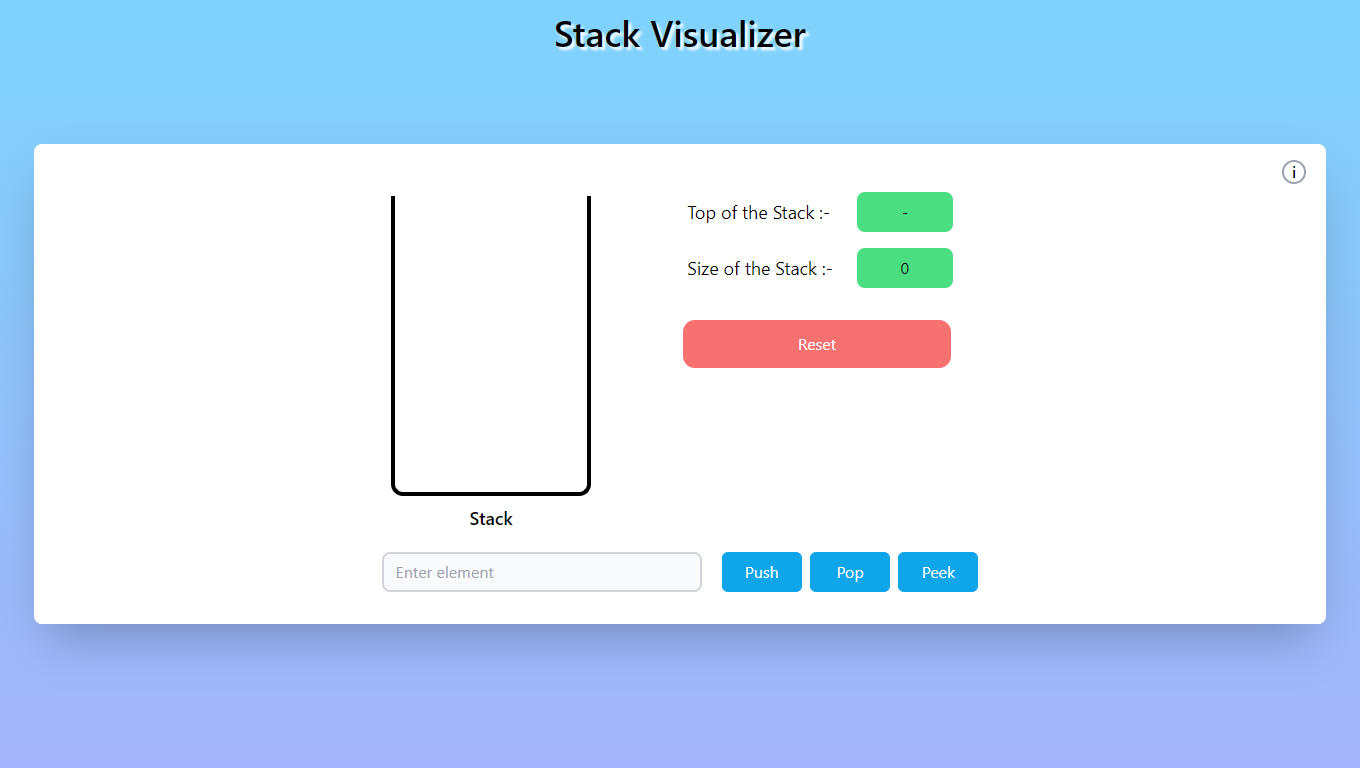 Stack Visualizer
i
Top of the Stack :- -
Size of the Stack :- 0
Reset
Stack
Enter element Push Pop Peek